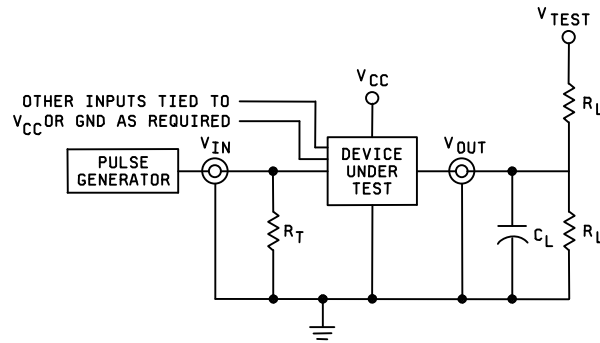 V TEST
V CC
R L
OTHER INPUTS TIED TO
V CC OR GND AS REQUIRED
V IN
V OUT
PULSE
GENERATOR
DEVICE
UNDER
TEST
R T
C L
R L